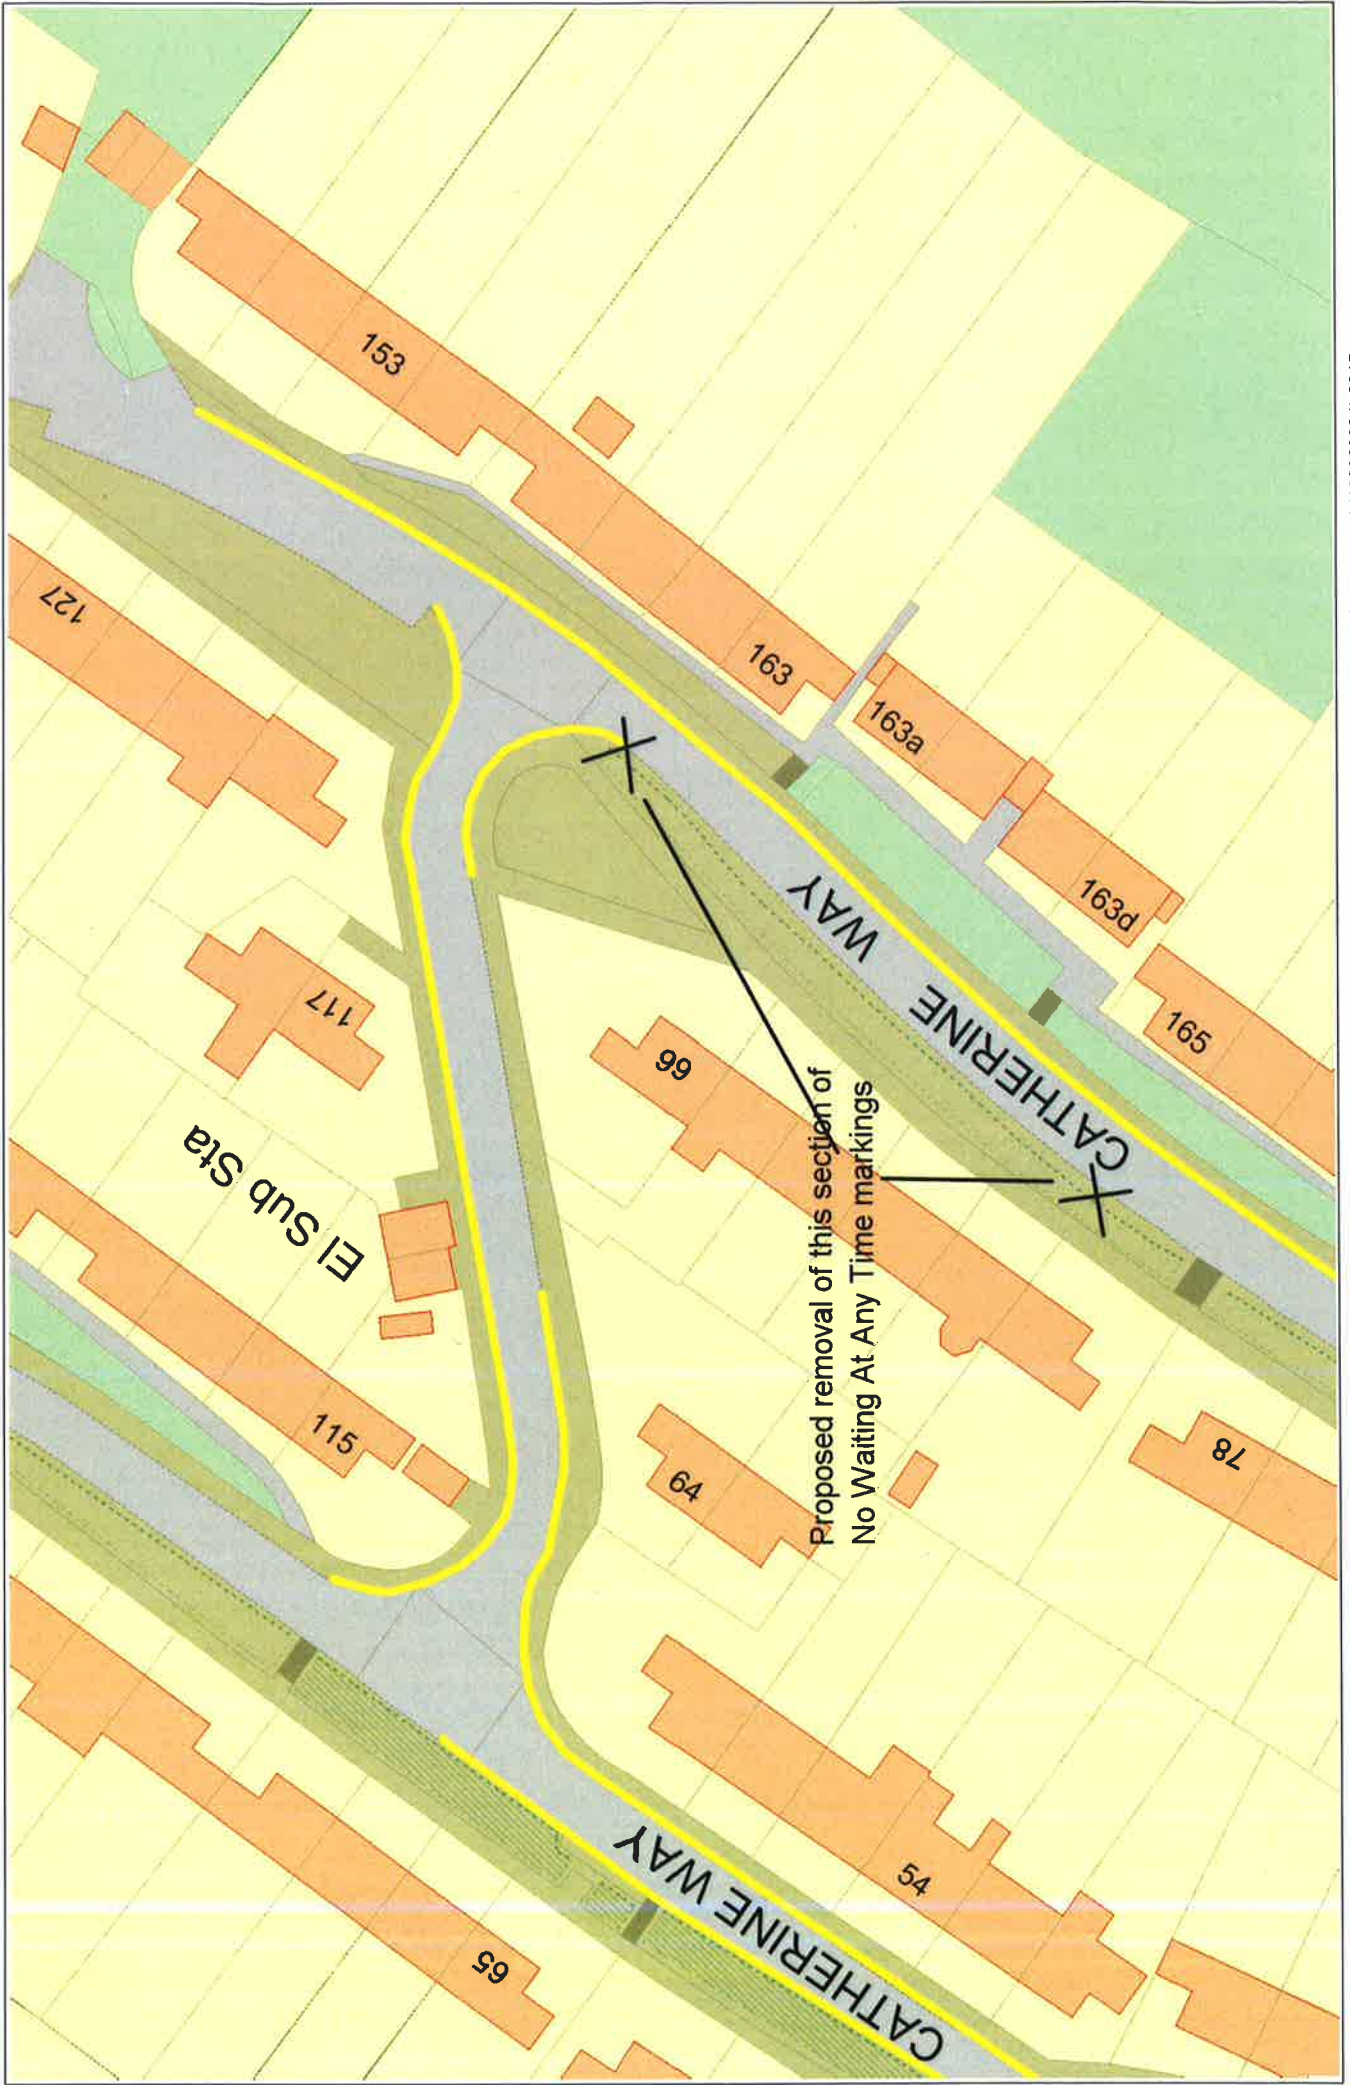 153
127
163
163a
WAY
163d
117
CATHERINE
66
165
El Sub Sta
Proposed removal of this section of
No Waiting At Any Time markings
115
64
78
CATHERINE WAY
54
65